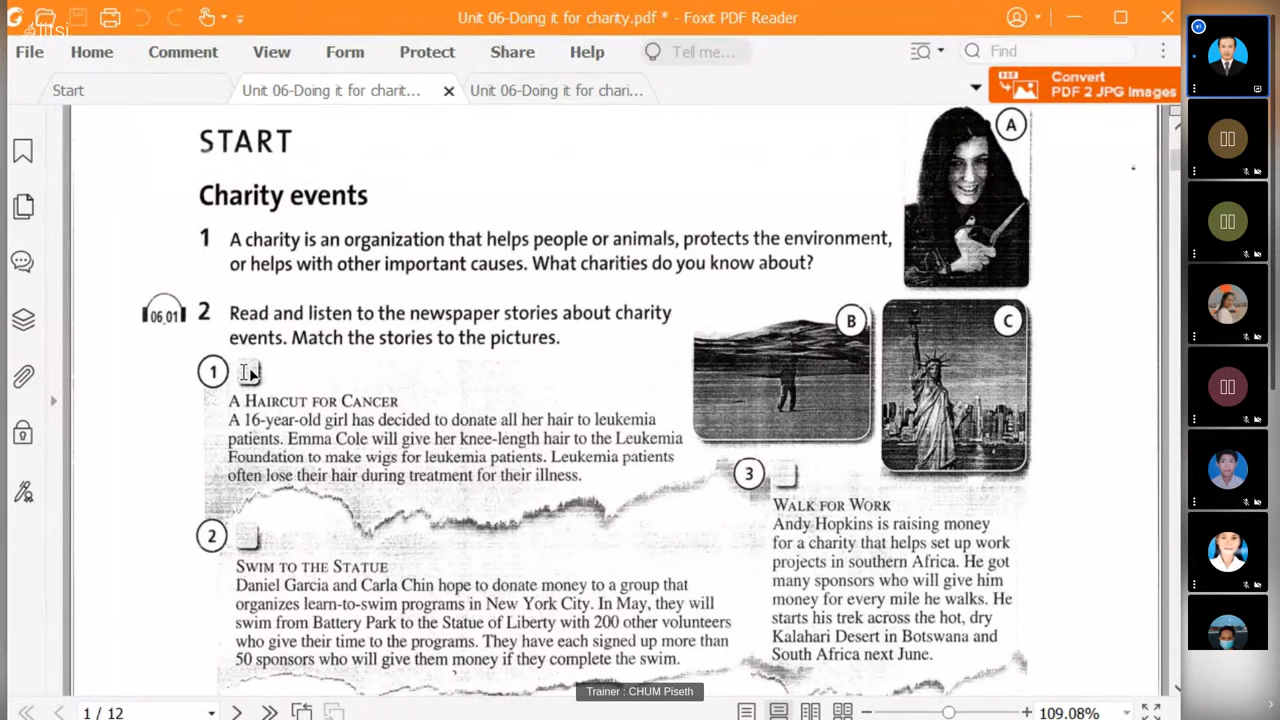 Unit 06-Doing it for charity.pdf * - Foxit PDF Reader
File Home Comment View Form Protect Share Help Tell me... Find
Start
Unit 06-Doing it for charit...
Unit 06-Doing it for chari...
Convert
PDF 2 JPG Images
START
A
Charity events
1 A charity is an organization that helps people or animals, protects the environment,
or helps with other important causes. What charities do you know about?
06_01
2 Read and listen to the newspaper stories about charity
events. Match the stories to the pictures.
B
C
1
A HAIRCUT FOR CANCER
A 16-year-old girl has decided to donate all her hair to leukemia
patients. Emma Cole will give her knee-length hair to the Leukemia
Foundation to make wigs for leukemia patients. Leukemia patients
often lose their hair during treatment for their illness.
2
SWIM TO THE STATUE
Daniel Garcia and Carla Chin hope to donate money to a group that
organizes learn-to-swim programs in New York City. In May, they will
swim from Battery Park to the Statue of Liberty with 200 other volunteers
who give their time to the programs. They have each signed up more than
50 sponsors who will give them money if they complete the swim.
3
WALK FOR WORK
Andy Hopkins is raising money
for a charity that helps set up work
projects in southern Africa. He got
many sponsors who will give him
money for every mile he walks. He
starts his trek across the hot, dry
Kalahari Desert in Botswana and
South Africa next June.
Trainer : CHUM Piseth
1 / 12
109.08%